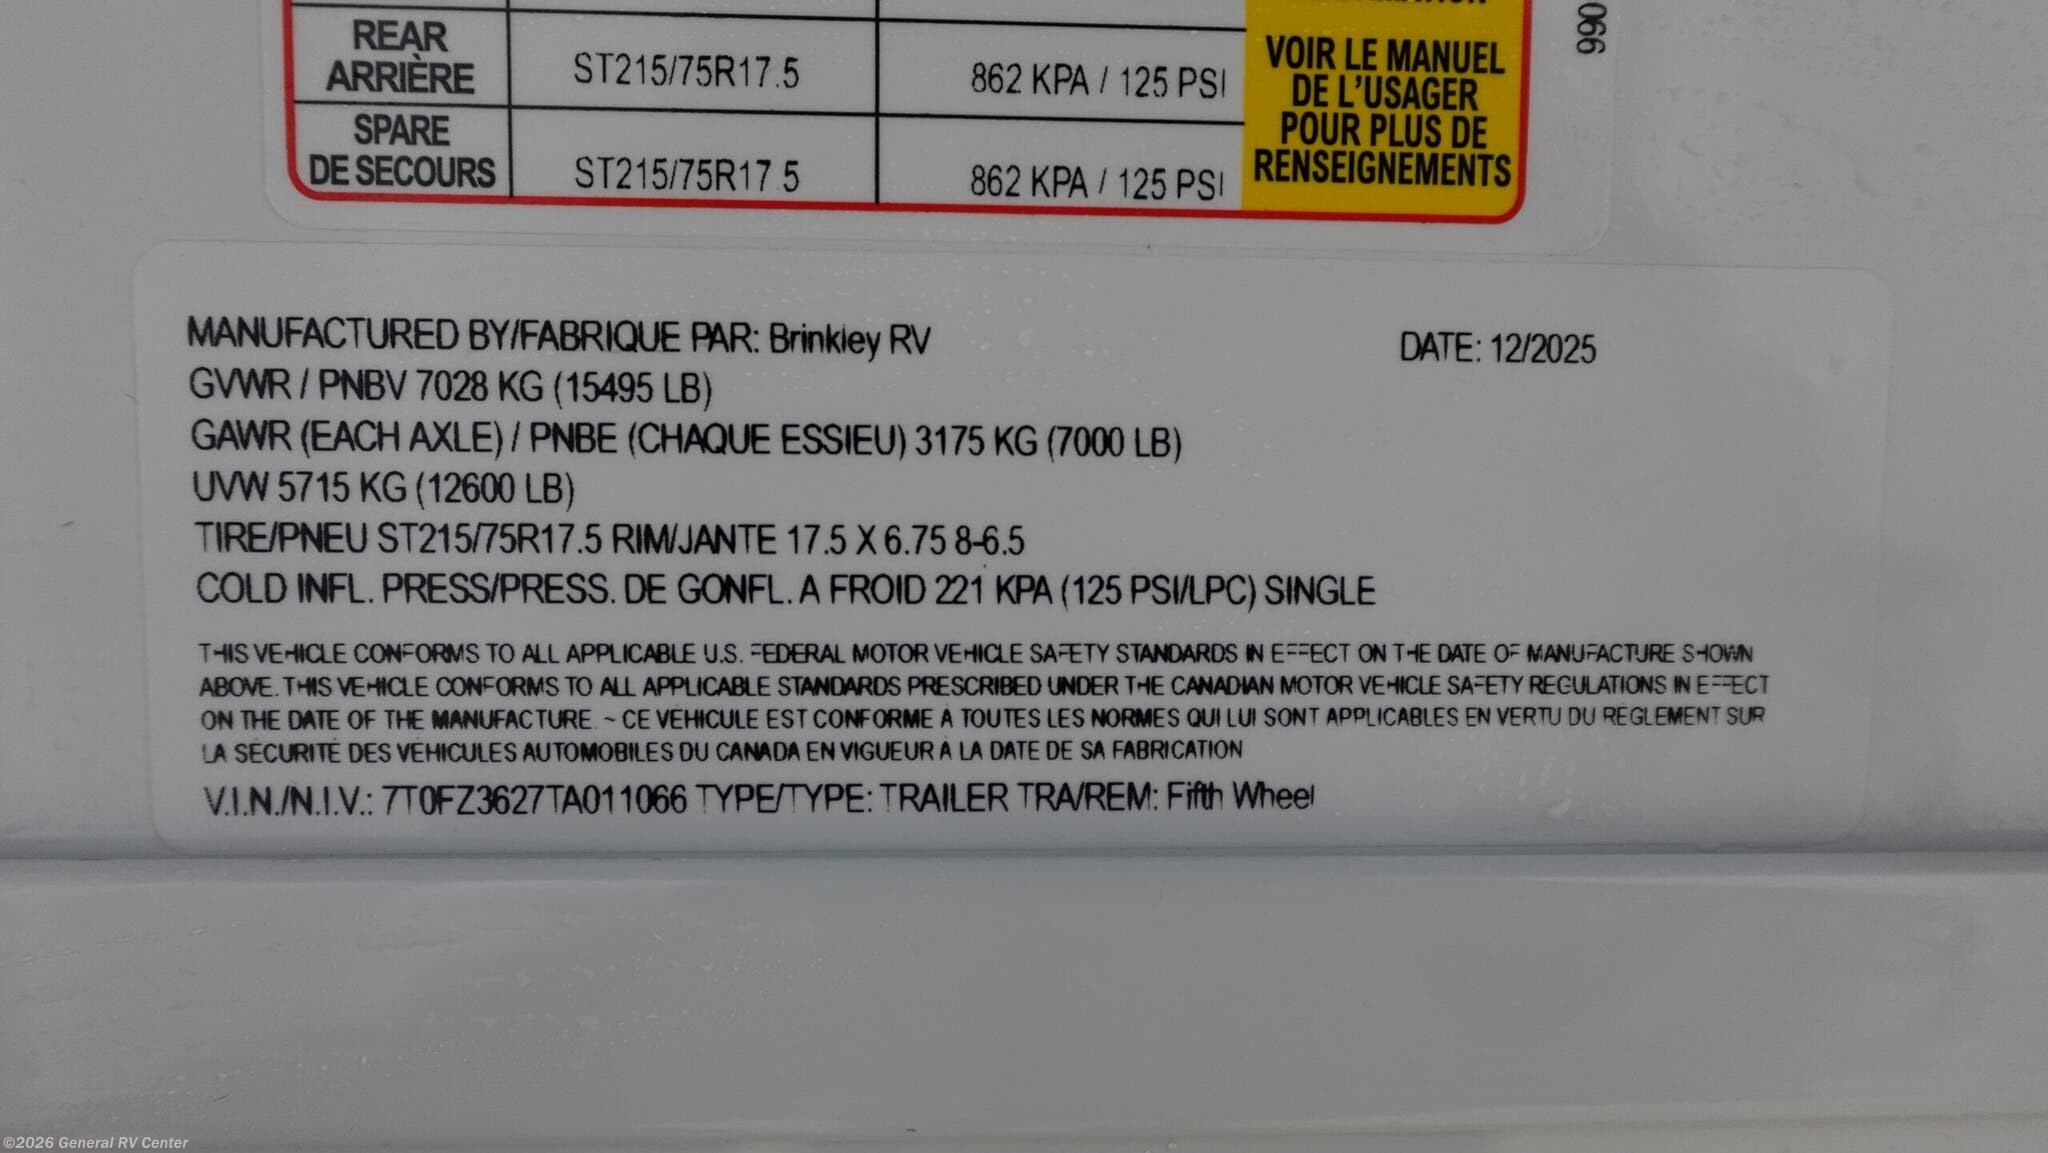 REAR
ARRIÈRE
ST215/75R17.5
862 KPA / 125 PSI
SPARE
DE SECOURS
ST215/75R17.5
862 KPA / 125 PSI
VOIR LE MANUEL
DE L'USAGER
POUR PLUS DE
RENSEIGNEMENTS
MANUFACTURED BY/FABRIQUE PAR: Brinkley RV
DATE: 12/2025
GVWR / PNBV 7028 KG (15495 LB)
GAWR (EACH AXLE) / PNBE (CHAQUE ESSIEU) 3175 KG (7000 LB)
UVW 5715 KG (12600 LB)
TIRE/PNEU ST215/75R17.5 RIM/JANTE 17.5 X 6.75 8-6.5
COLD INFL. PRESS/PRESS. DE GONFL. A FROID 221 KPA (125 PSI/LPC) SINGLE
THIS VEHICLE CONFORMS TO ALL APPLICABLE U.S. FEDERAL MOTOR VEHICLE SAFETY STANDARDS IN EFFECT ON THE DATE OF MANUFACTURE SHOWN
ABOVE. THIS VEHICLE CONFORMS TO ALL APPLICABLE STANDARDS PRESCRIBED UNDER THE CANADIAN MOTOR VEHICLE SAFETY REGULATIONS IN EFFECT
ON THE DATE OF THE MANUFACTURE. ~ CE VÉHICULE EST CONFORME À TOUTES LES NORMES QUI LUI SONT APPLICABLES EN VERTU DU RÈGLEMENT SUR
LA SÉCURITÉ DES VÉHICULES AUTOMOBILES DU CANADA EN VIGUEUR À LA DATE DE SA FABRICATION
V.I.N./N.I.V.: 7T0FZ3627TA011066 TYPE/TYPE: TRAILER TRA/REM: Fifth Wheel
©2026 General RV Center